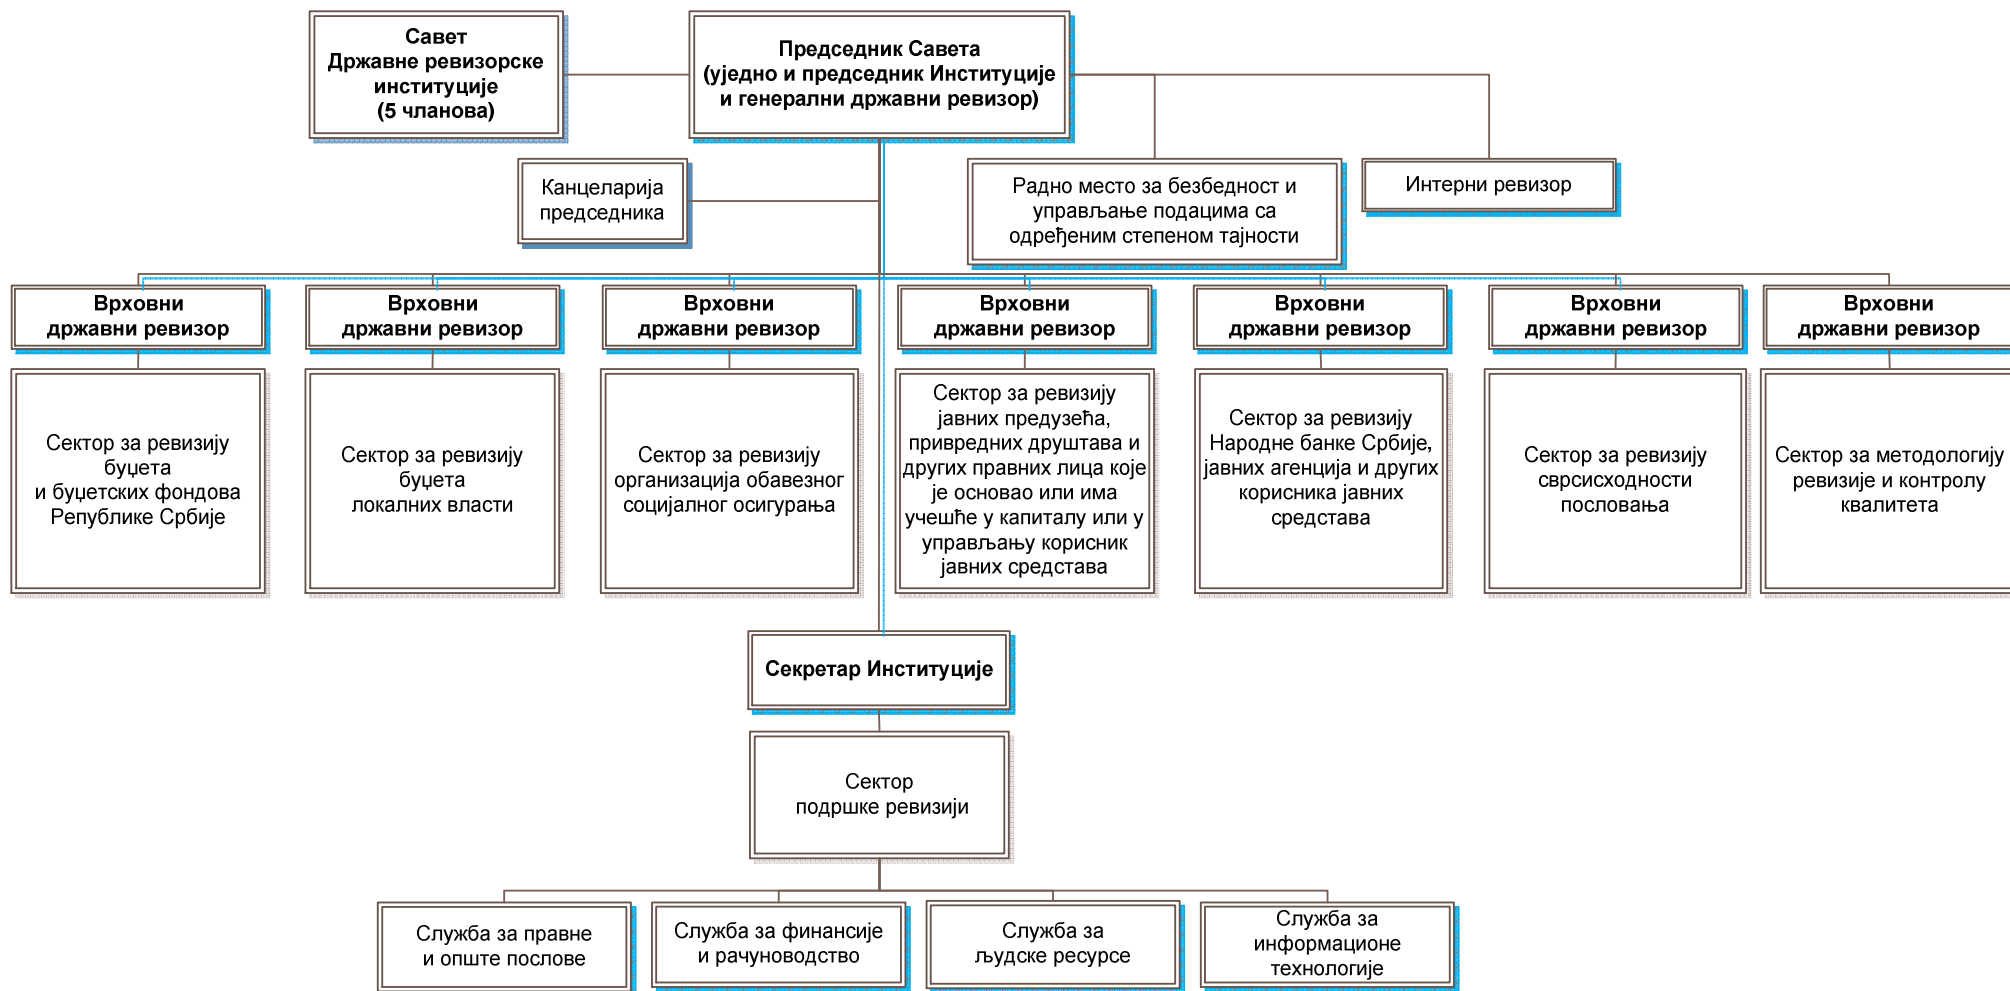 Савет
Државне ревизорске
институције
(5 чланова)
Председник Савета
(уједно и председник Институције
и генерални државни ревизор)
Канцеларија
председника
Радно место за безбедност и
управљање подацима са
одређеним степеном тајности
Интерни ревизор
Врховни
државни ревизор
Врховни
државни ревизор
Врховни
државни ревизор
Врховни
државни ревизор
Врховни
државни ревизор
Врховни
државни ревизор
Врховни
државни ревизор
Сектор за ревизију
буџета
и буџетских фондова
Републике Србије
Сектор за ревизију
буџета
локалних власти
Сектор за ревизију
организација обавезног
социјалног осигурања
Сектор за ревизију
јавних предузећа,
привредних друштава и
других правних лица које
је основао или има
учешће у капиталу или у
управљању корисник
јавних средстава
Сектор за ревизију
Народне банке Србије,
јавних агенција и других
корисника јавних
средстава
Сектор за ревизију
сврсисходности
пословања
Сектор за методологију
ревизије и контролу
квалитета
Секретар Институције
Сектор
подршке ревизији
Служба за правне
и опште послове
Служба за финансије
и рачуноводство
Служба за
људске ресурсе
Служба за
информационе
технологије